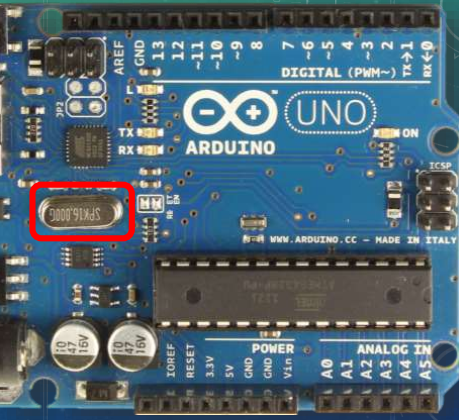 AREF
GND
13
12
~11
~10
~9
8
7
~6
~5
4
~3
2
TX→1
RX←0
DIGITAL (PWM~)
JP2
L
TX
RX
UNO
ARDUINO
ON
ICSP
RESET
EN
SPK16.000G
WWW.ARDUINO.CC - MADE IN ITALY
10
47
16V
10
47
16V
POWER
ANALOG IN
IOREF
RESET
3.3V
5V
GND
GND
Vin
A0
A1
A2
A3
A4
A5